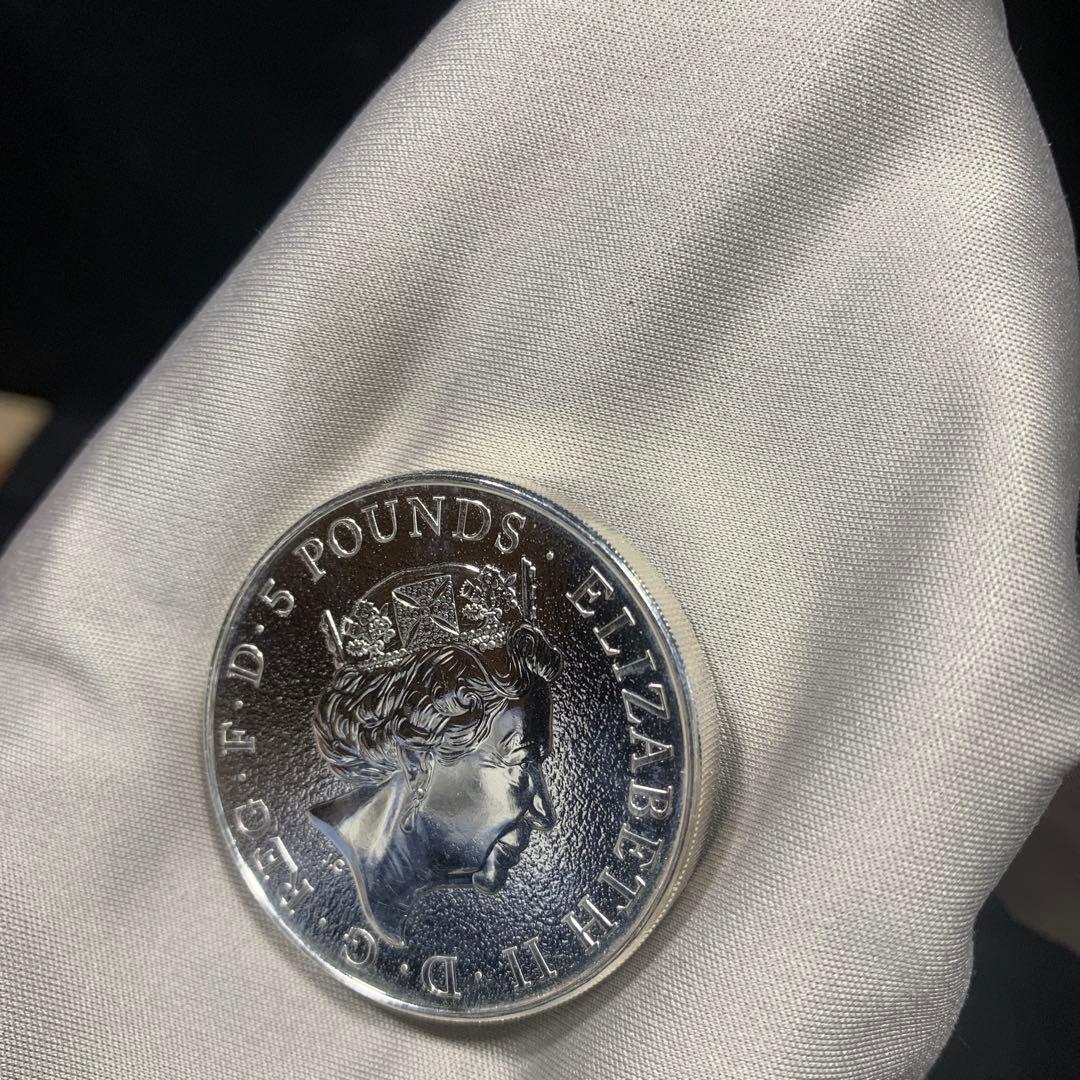 ELIZABETH II · D · G · REG · F · D · 5 POUNDS ·
JC